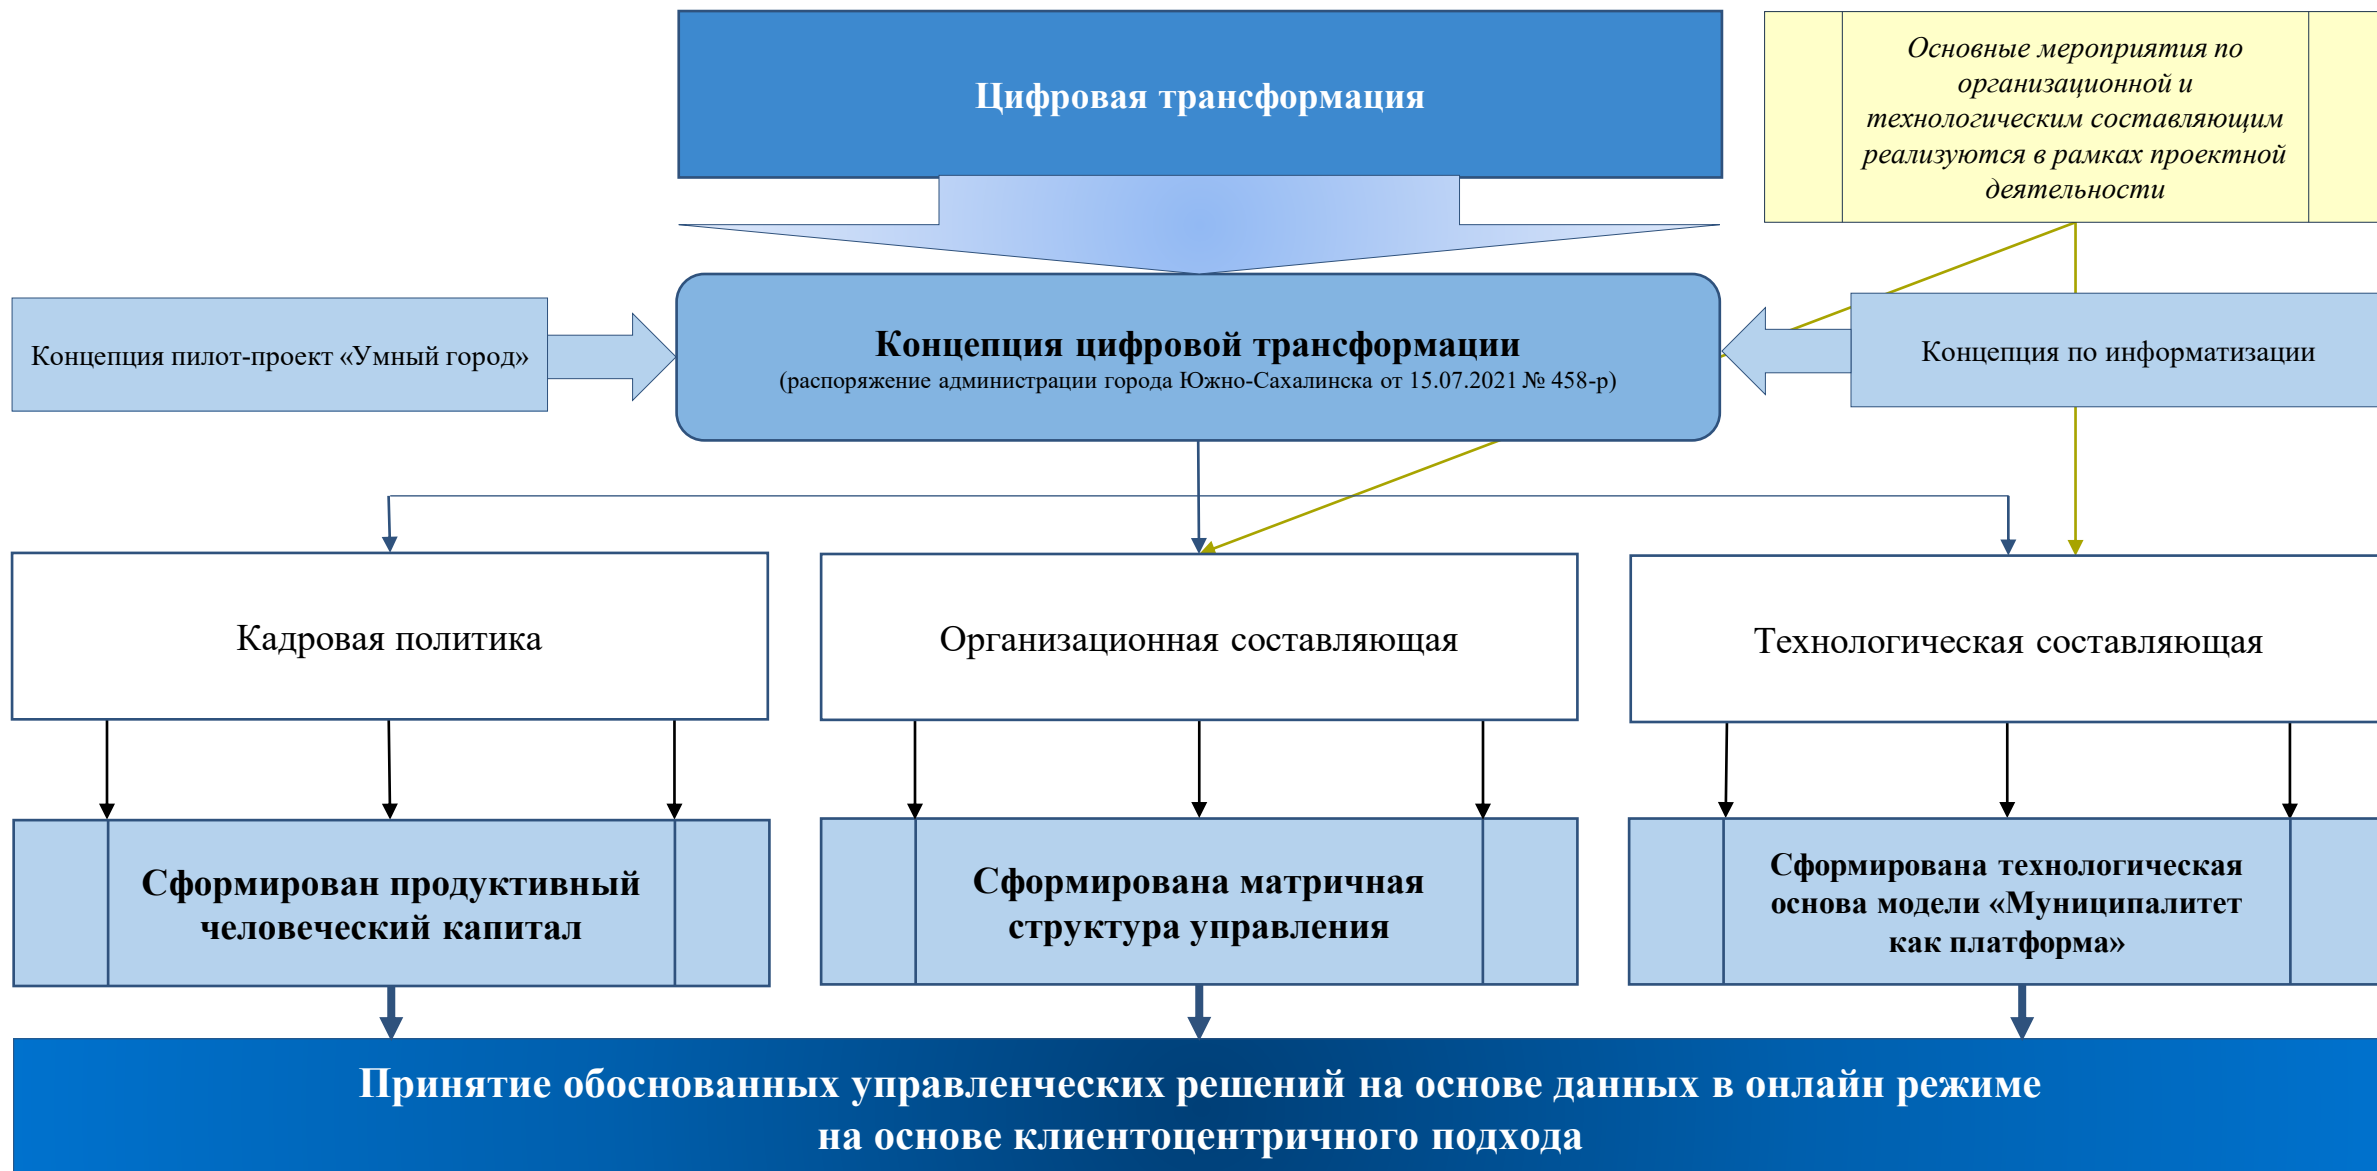 Цифровая трансформация
Основные мероприятия по
организационной и
технологическим составляющим
реализуются в рамках проектной
деятельности
Концепция пилот-проект «Умный город»
Концепция цифровой трансформации
(распоряжение администрации города Южно-Сахалинска от 15.07.2021 № 458-р)
Концепция по информатизации
Кадровая политика
Организационная составляющая
Технологическая составляющая
Сформирован продуктивный
человеческий капитал
Сформирована матричная
структура управления
Сформирована технологическая
основа модели «Муниципалитет
как платформа»
Принятие обоснованных управленческих решений на основе данных в онлайн режиме
на основе клиентоцентричного подхода